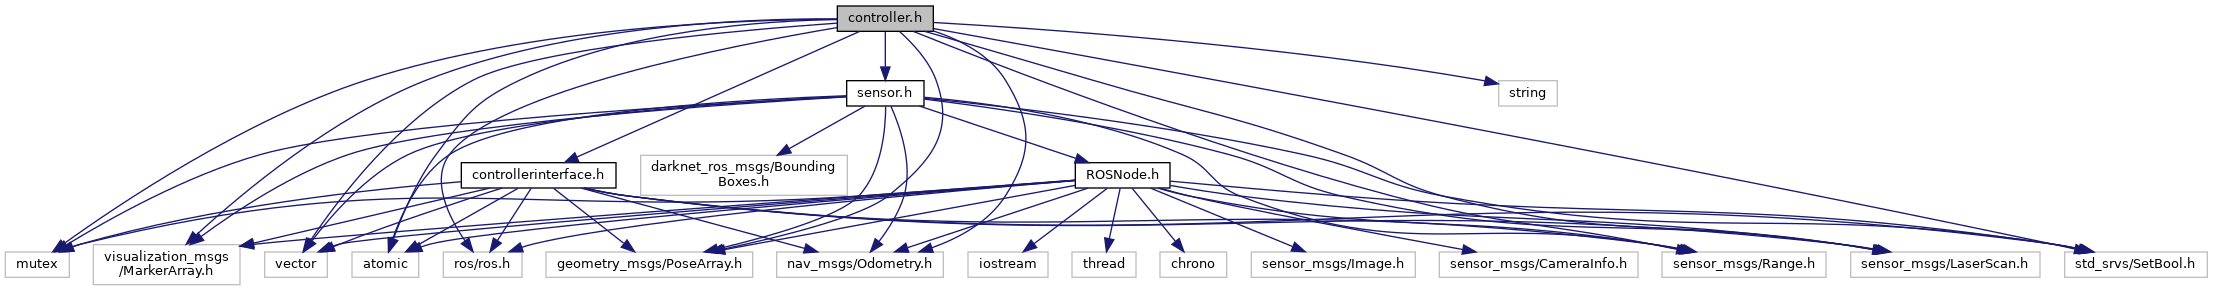 controller.h
sensor.h
string
controllerinterface.h
darknet_ros_msgs/Bounding
Boxes.h
ROSNode.h
mutex
visualization_msgs
/MarkerArray.h
vector
atomic
ros/ros.h
geometry_msgs/PoseArray.h
nav_msgs/Odometry.h
iostream
thread
chrono
sensor_msgs/Image.h
sensor_msgs/CameraInfo.h
sensor_msgs/Range.h
sensor_msgs/LaserScan.h
std_srvs/SetBool.h